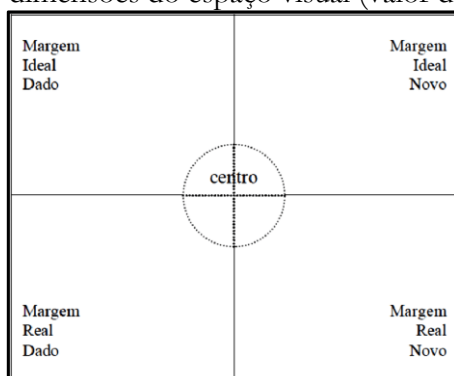 dimensões do espaço visual (valor d
Margem
Ideal
Dado
Margem
Ideal
Novo
centro
Margem
Real
Dado
Margem
Real
Novo